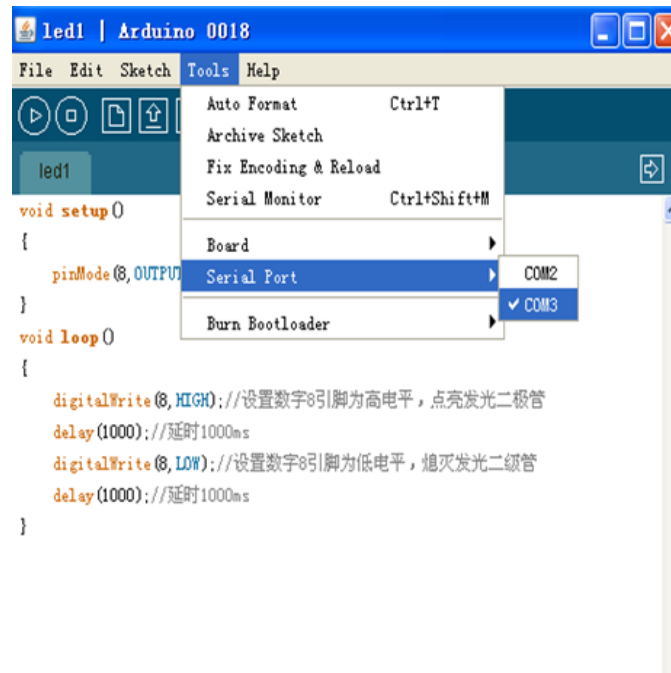 led1 | Arduino 0018
File Edit Sketch Tools Help
Auto Format Ctrl+T
Archive Sketch
Fix Encoding & Reload
Serial Monitor Ctrl+Shift+M
Board
Serial Port
COM2
COM3
Burn Bootloader
led1
void setup()
{
pinMode(8,OUTPUT
}
void loop()
{
digitalWrite(8,HIGH);//设置数字8引脚为高电平，点亮发光二极管
delay(1000);//延时1000ms
digitalWrite(8,LOW);//设置数字8引脚为低电平，熄灭发光二级管
delay(1000);//延时1000ms
}